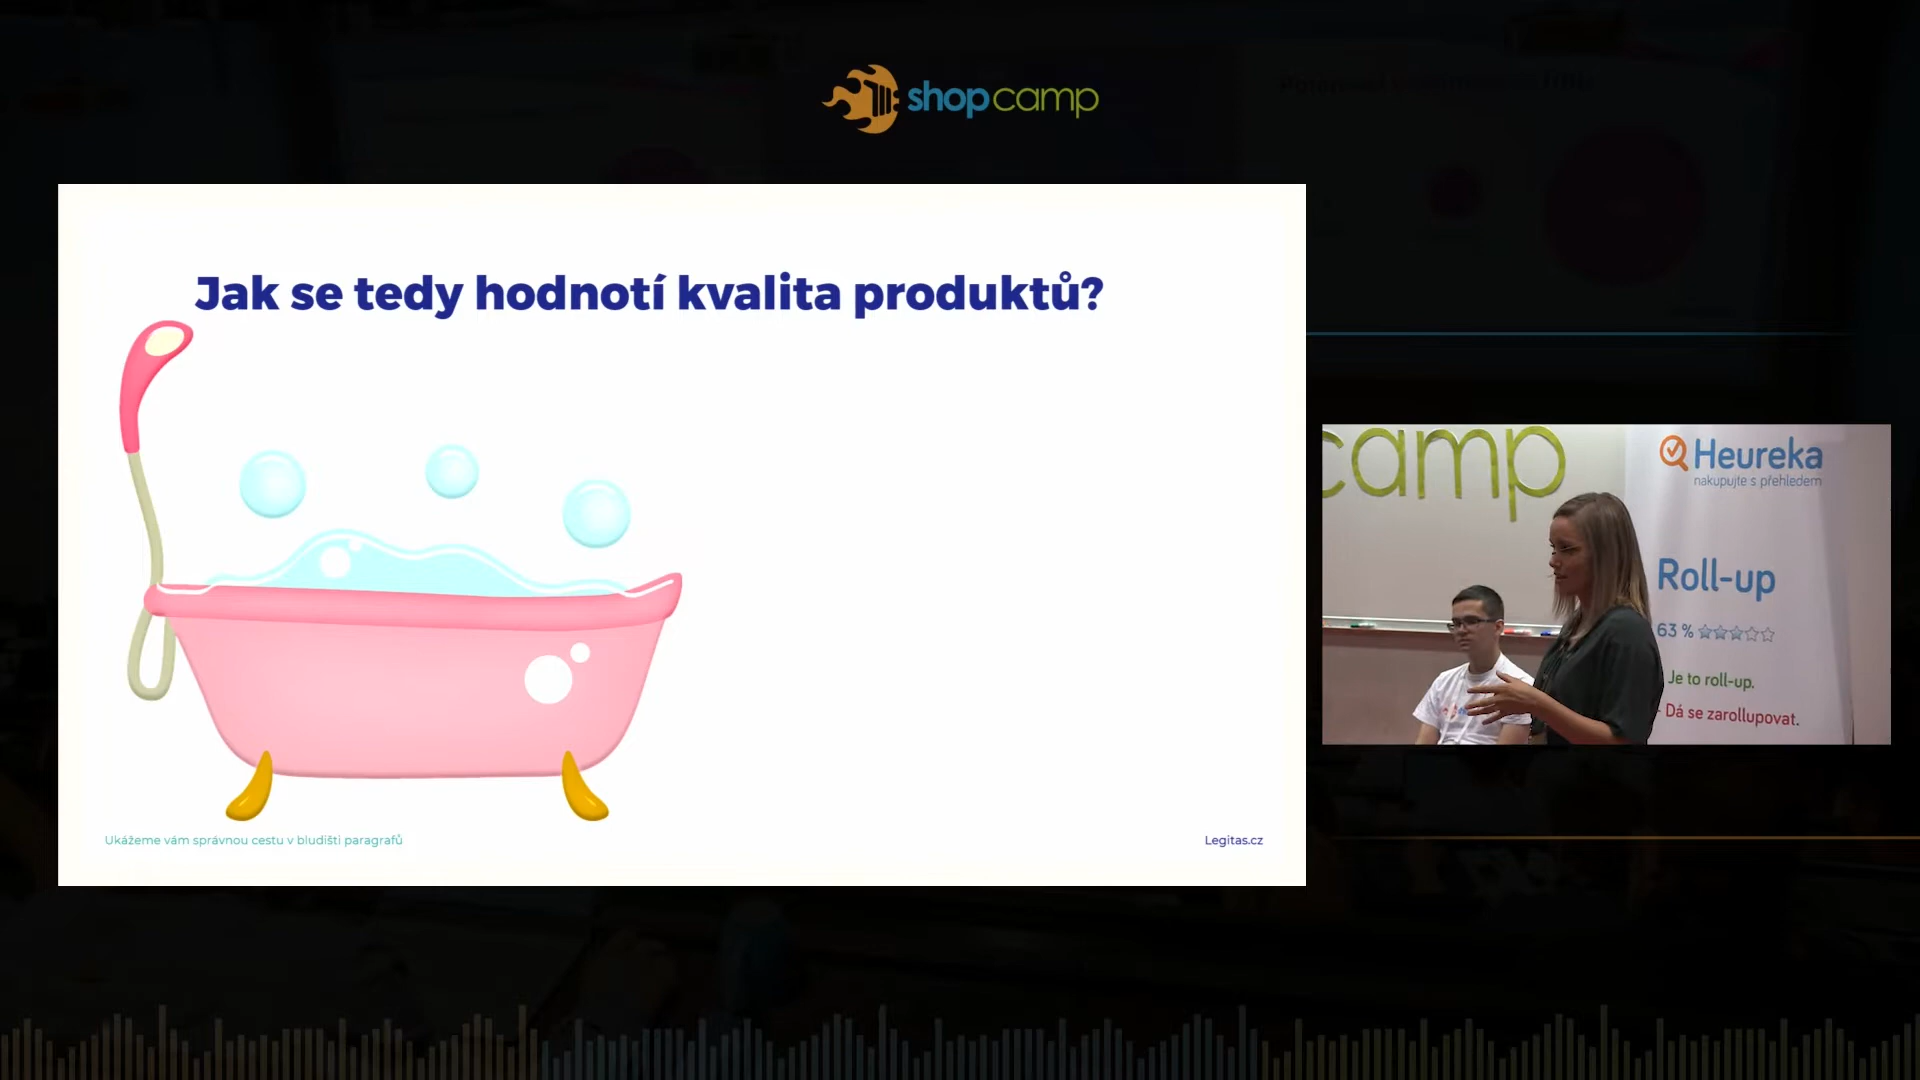 shopcamp
Jak se tedy hodnotí kvalita produktů?
Ukážeme vám správnou cestu v bludišti paragrafů
Legitas.cz
camp
Heureka
nakupujte s přehledem
Roll-up
63 %
Je to roll-up.
- Dá se zarollupovat.